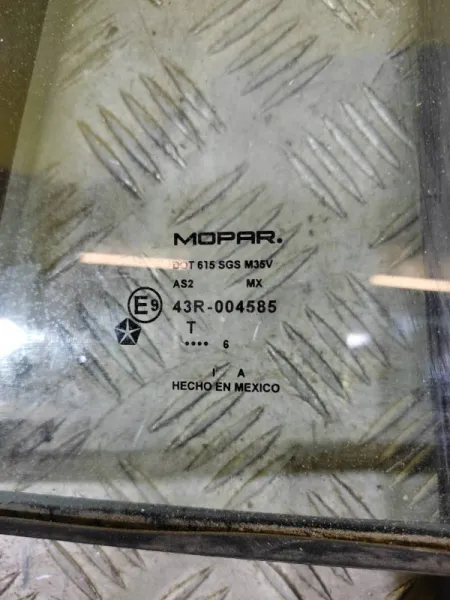 MOPAR.
DOT 615 SGS M35V
AS2 MX
E9 43R-004585
T
•••• 6
I A
HECHO EN MEXICO